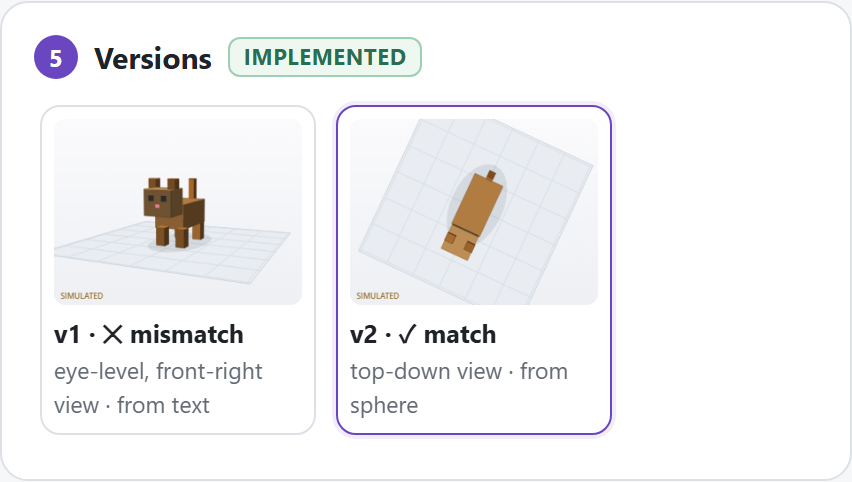 5 Versions IMPLEMENTED
SIMULATED
v1 · ✕ mismatch
eye-level, front-right
view · from text
SIMULATED
v2 · ✓ match
top-down view · from
sphere